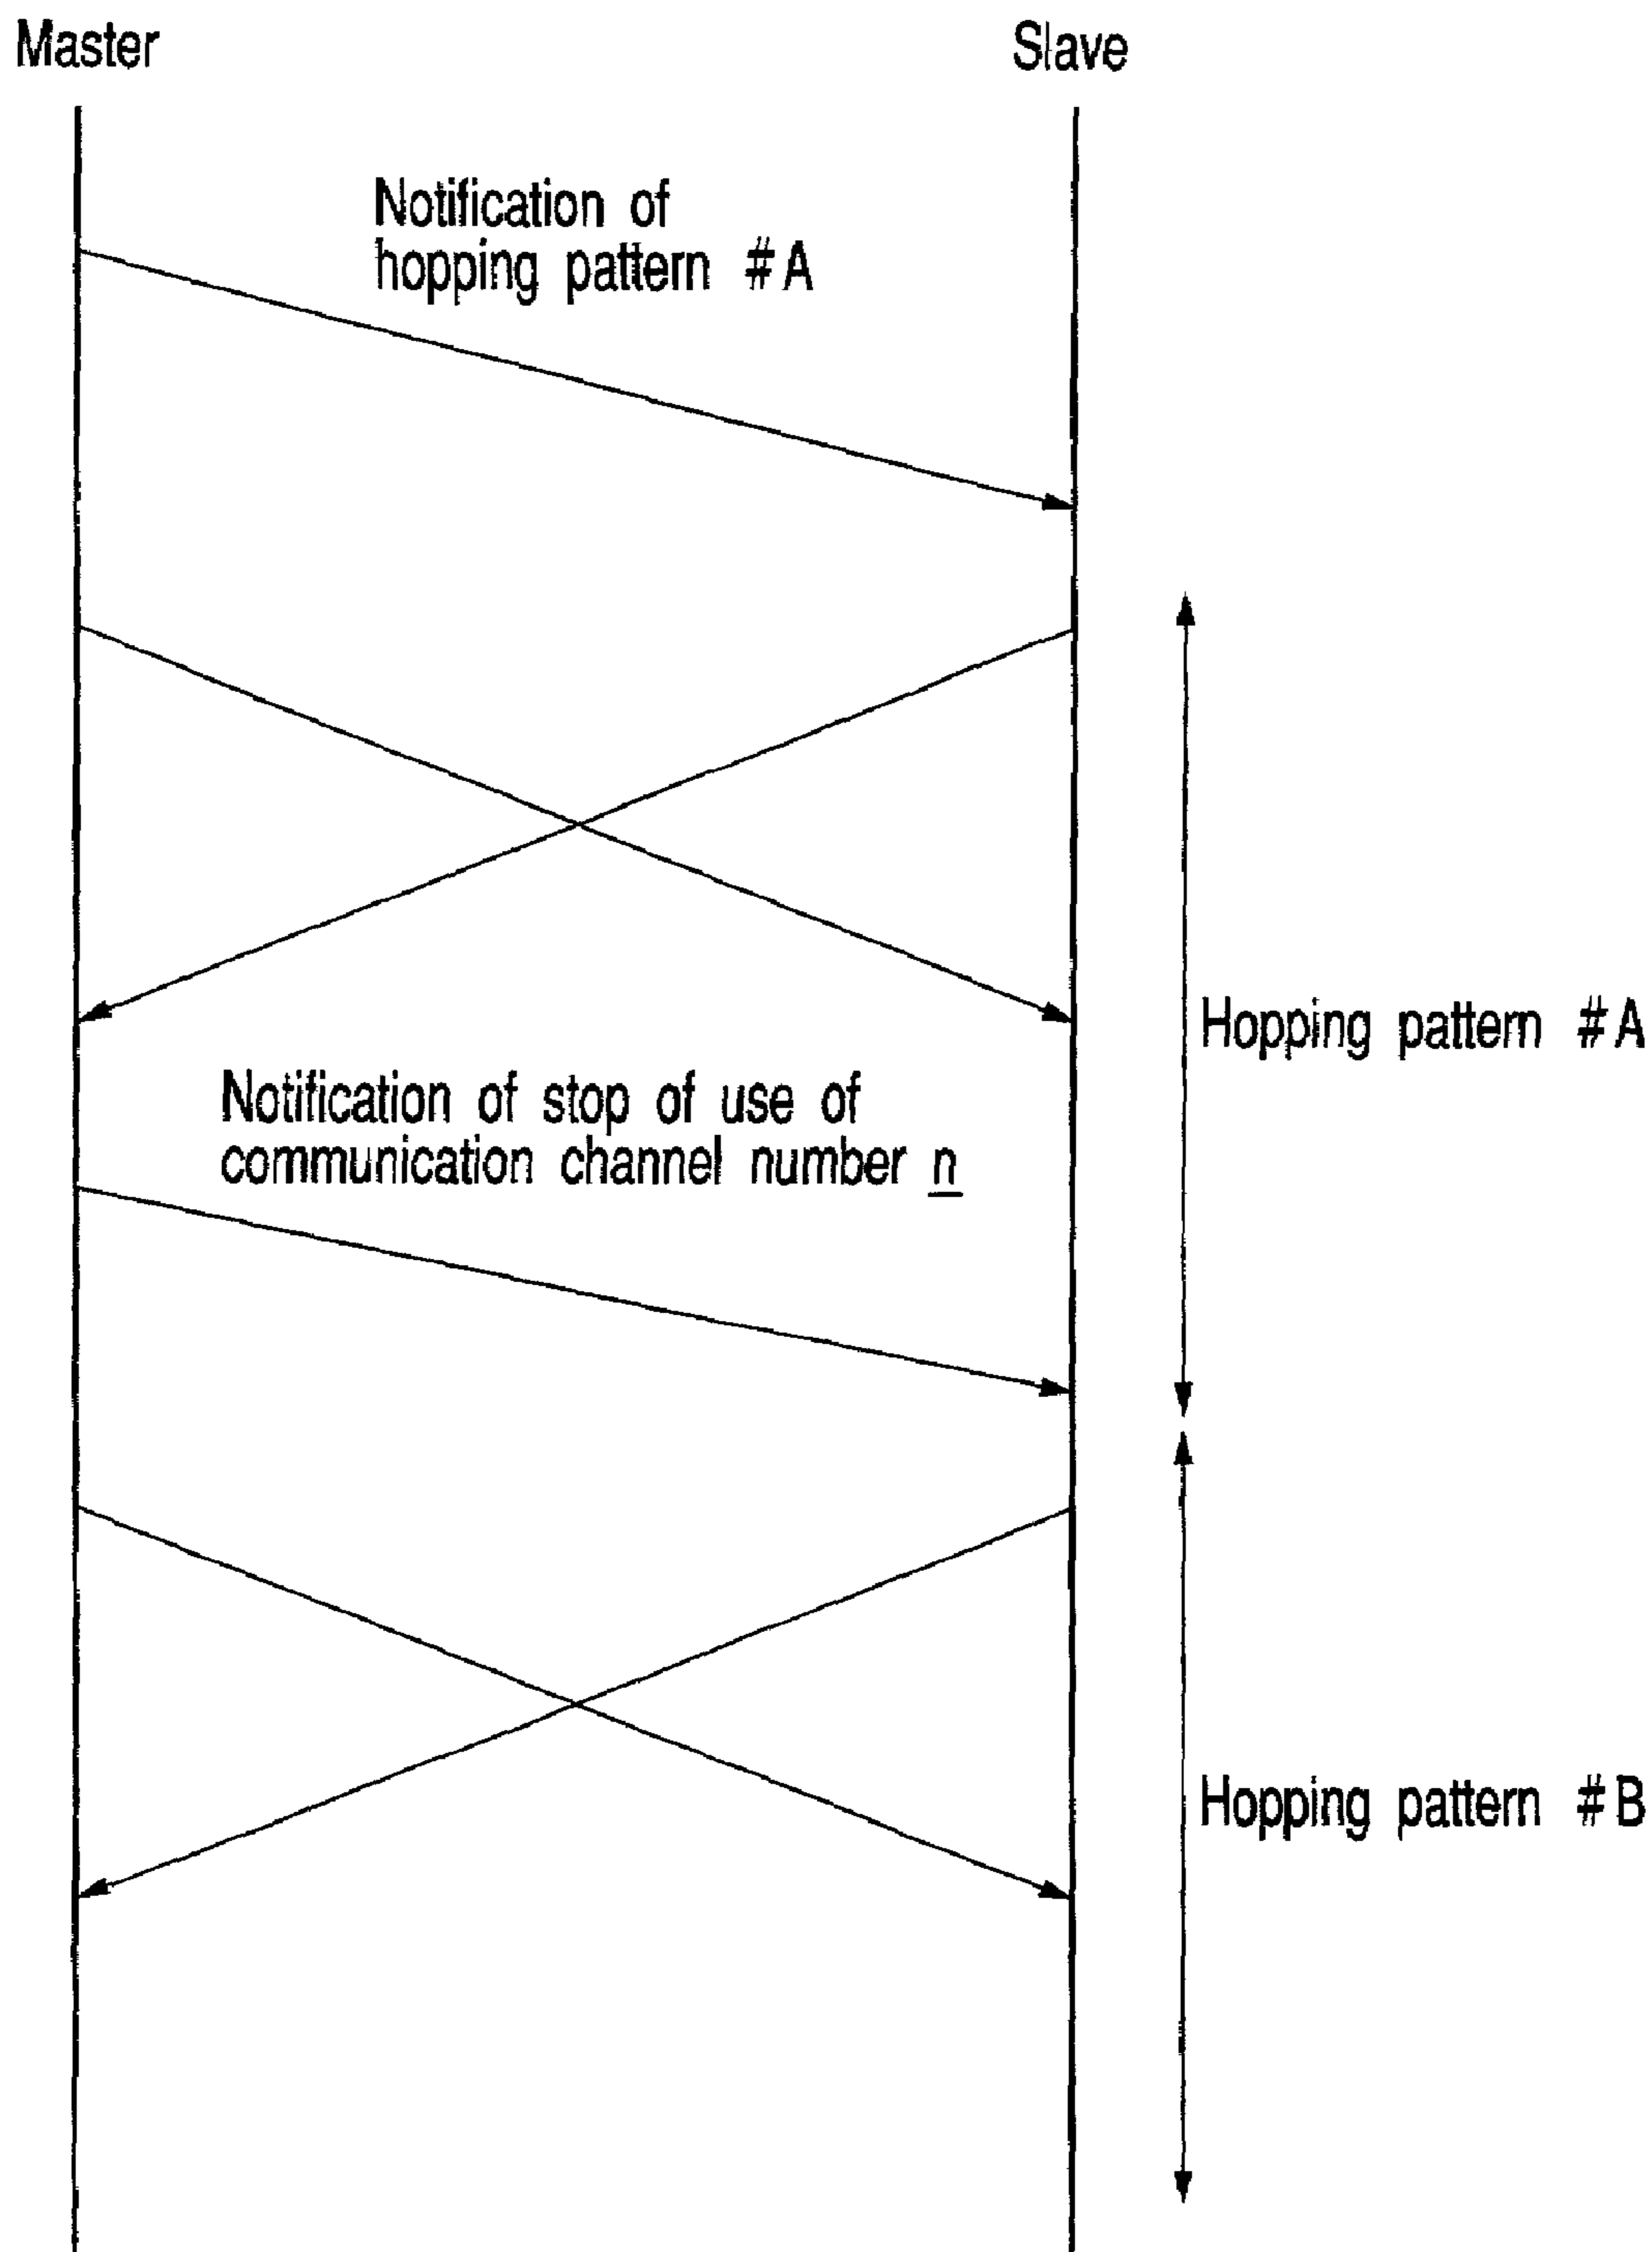 Master
Slave
Notification of
hopping pattern #A
Hopping pattern #A
Notification of stop of use of
communication channel number n
Hopping pattern #B